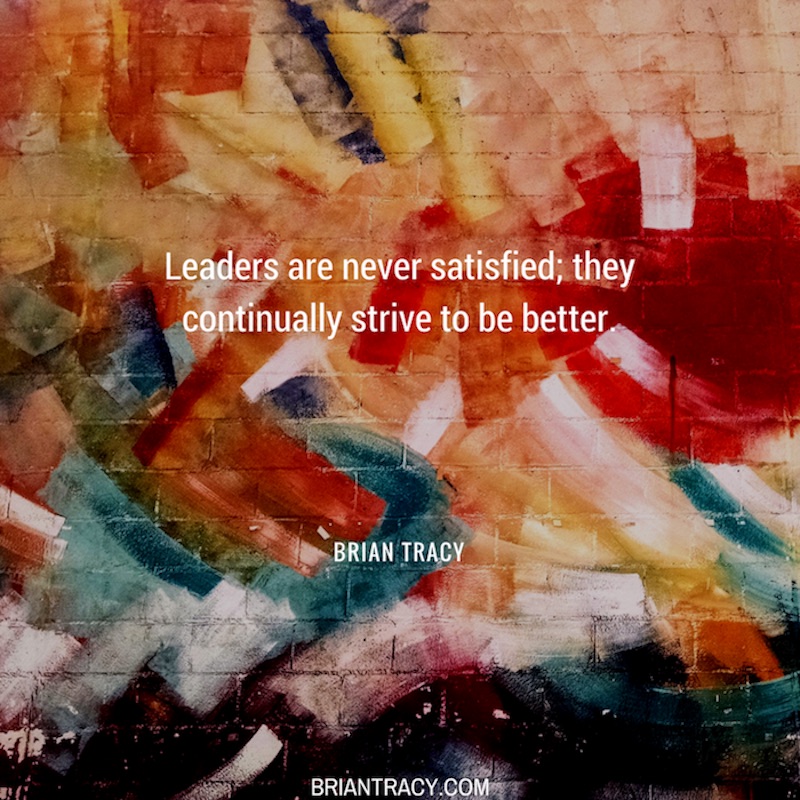 Leaders are never satisfied; they
continually strive to be better.
BRIAN TRACY
BRIANTRACY.COM